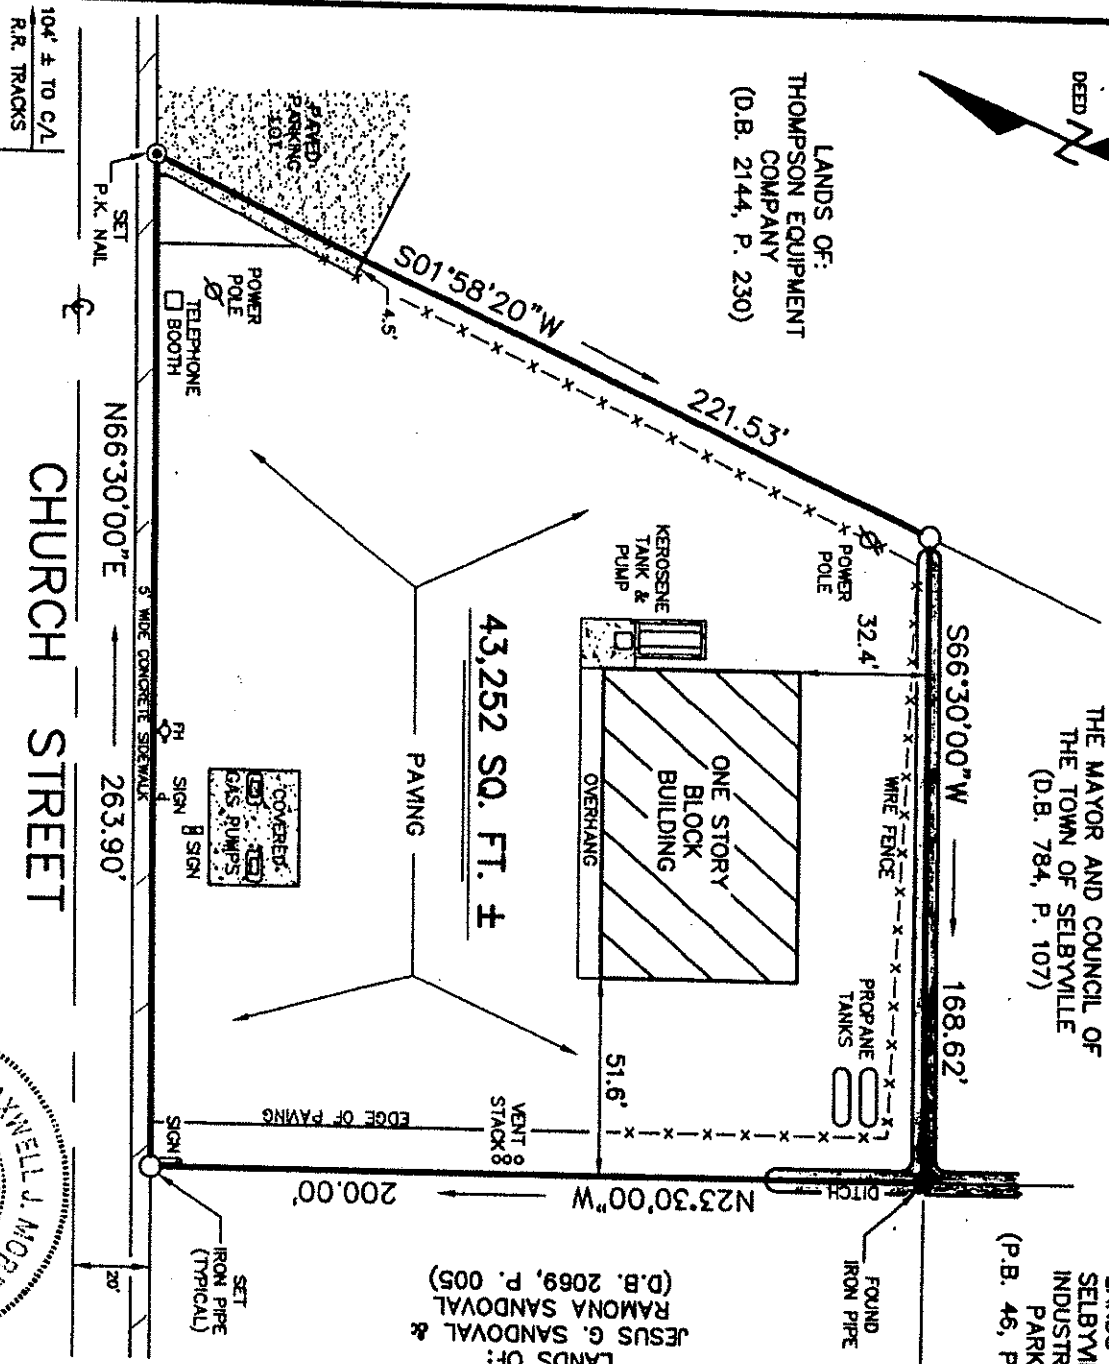 DEED
THE MAYOR AND COUNCIL OF
THE TOWN OF SELBYVILLE
(D.B. 784, P. 107)
LANDS OF:
THOMPSON EQUIPMENT
COMPANY
(D.B. 2144, P. 230)
SELBYVI
INDUSTR
PARK
(P.B. 46, P
S66°30'00"W
168.62'
WIRE FENCE
FOUND
IRON PIPE
DITCH
PROPANE
TANKS
POWER
POLE
32.4'
S01°58'20"W
221.53'
4.5'
KEROSENE
TANK &
PUMP
ONE STORY
BLOCK
BUILDING
OVERHANG
51.6'
43,252 SQ. FT. ±
PAVING
VENT
STACK
EDGE OF PAVING
N23°30'00"W
200.00'
LANDS OF:
JESUS G. SANDOVAL &
RAMONA SANDOVAL
(D.B. 2069, P. 005)
PAVED
PARKING
LOT
POWER
POLE
TELEPHONE
BOOTH
COVERED
GAS PUMPS
SIGN
SIGN
FH
SIGN
5' WIDE CONCRETE SIDEWALK
SET
P.K. NAIL
N66°30'00"E
263.90'
SET
IRON PIPE
(TYPICAL)
20'
104' ± TO C/L
R.R. TRACKS
CHURCH STREET
XWELL J. MOR